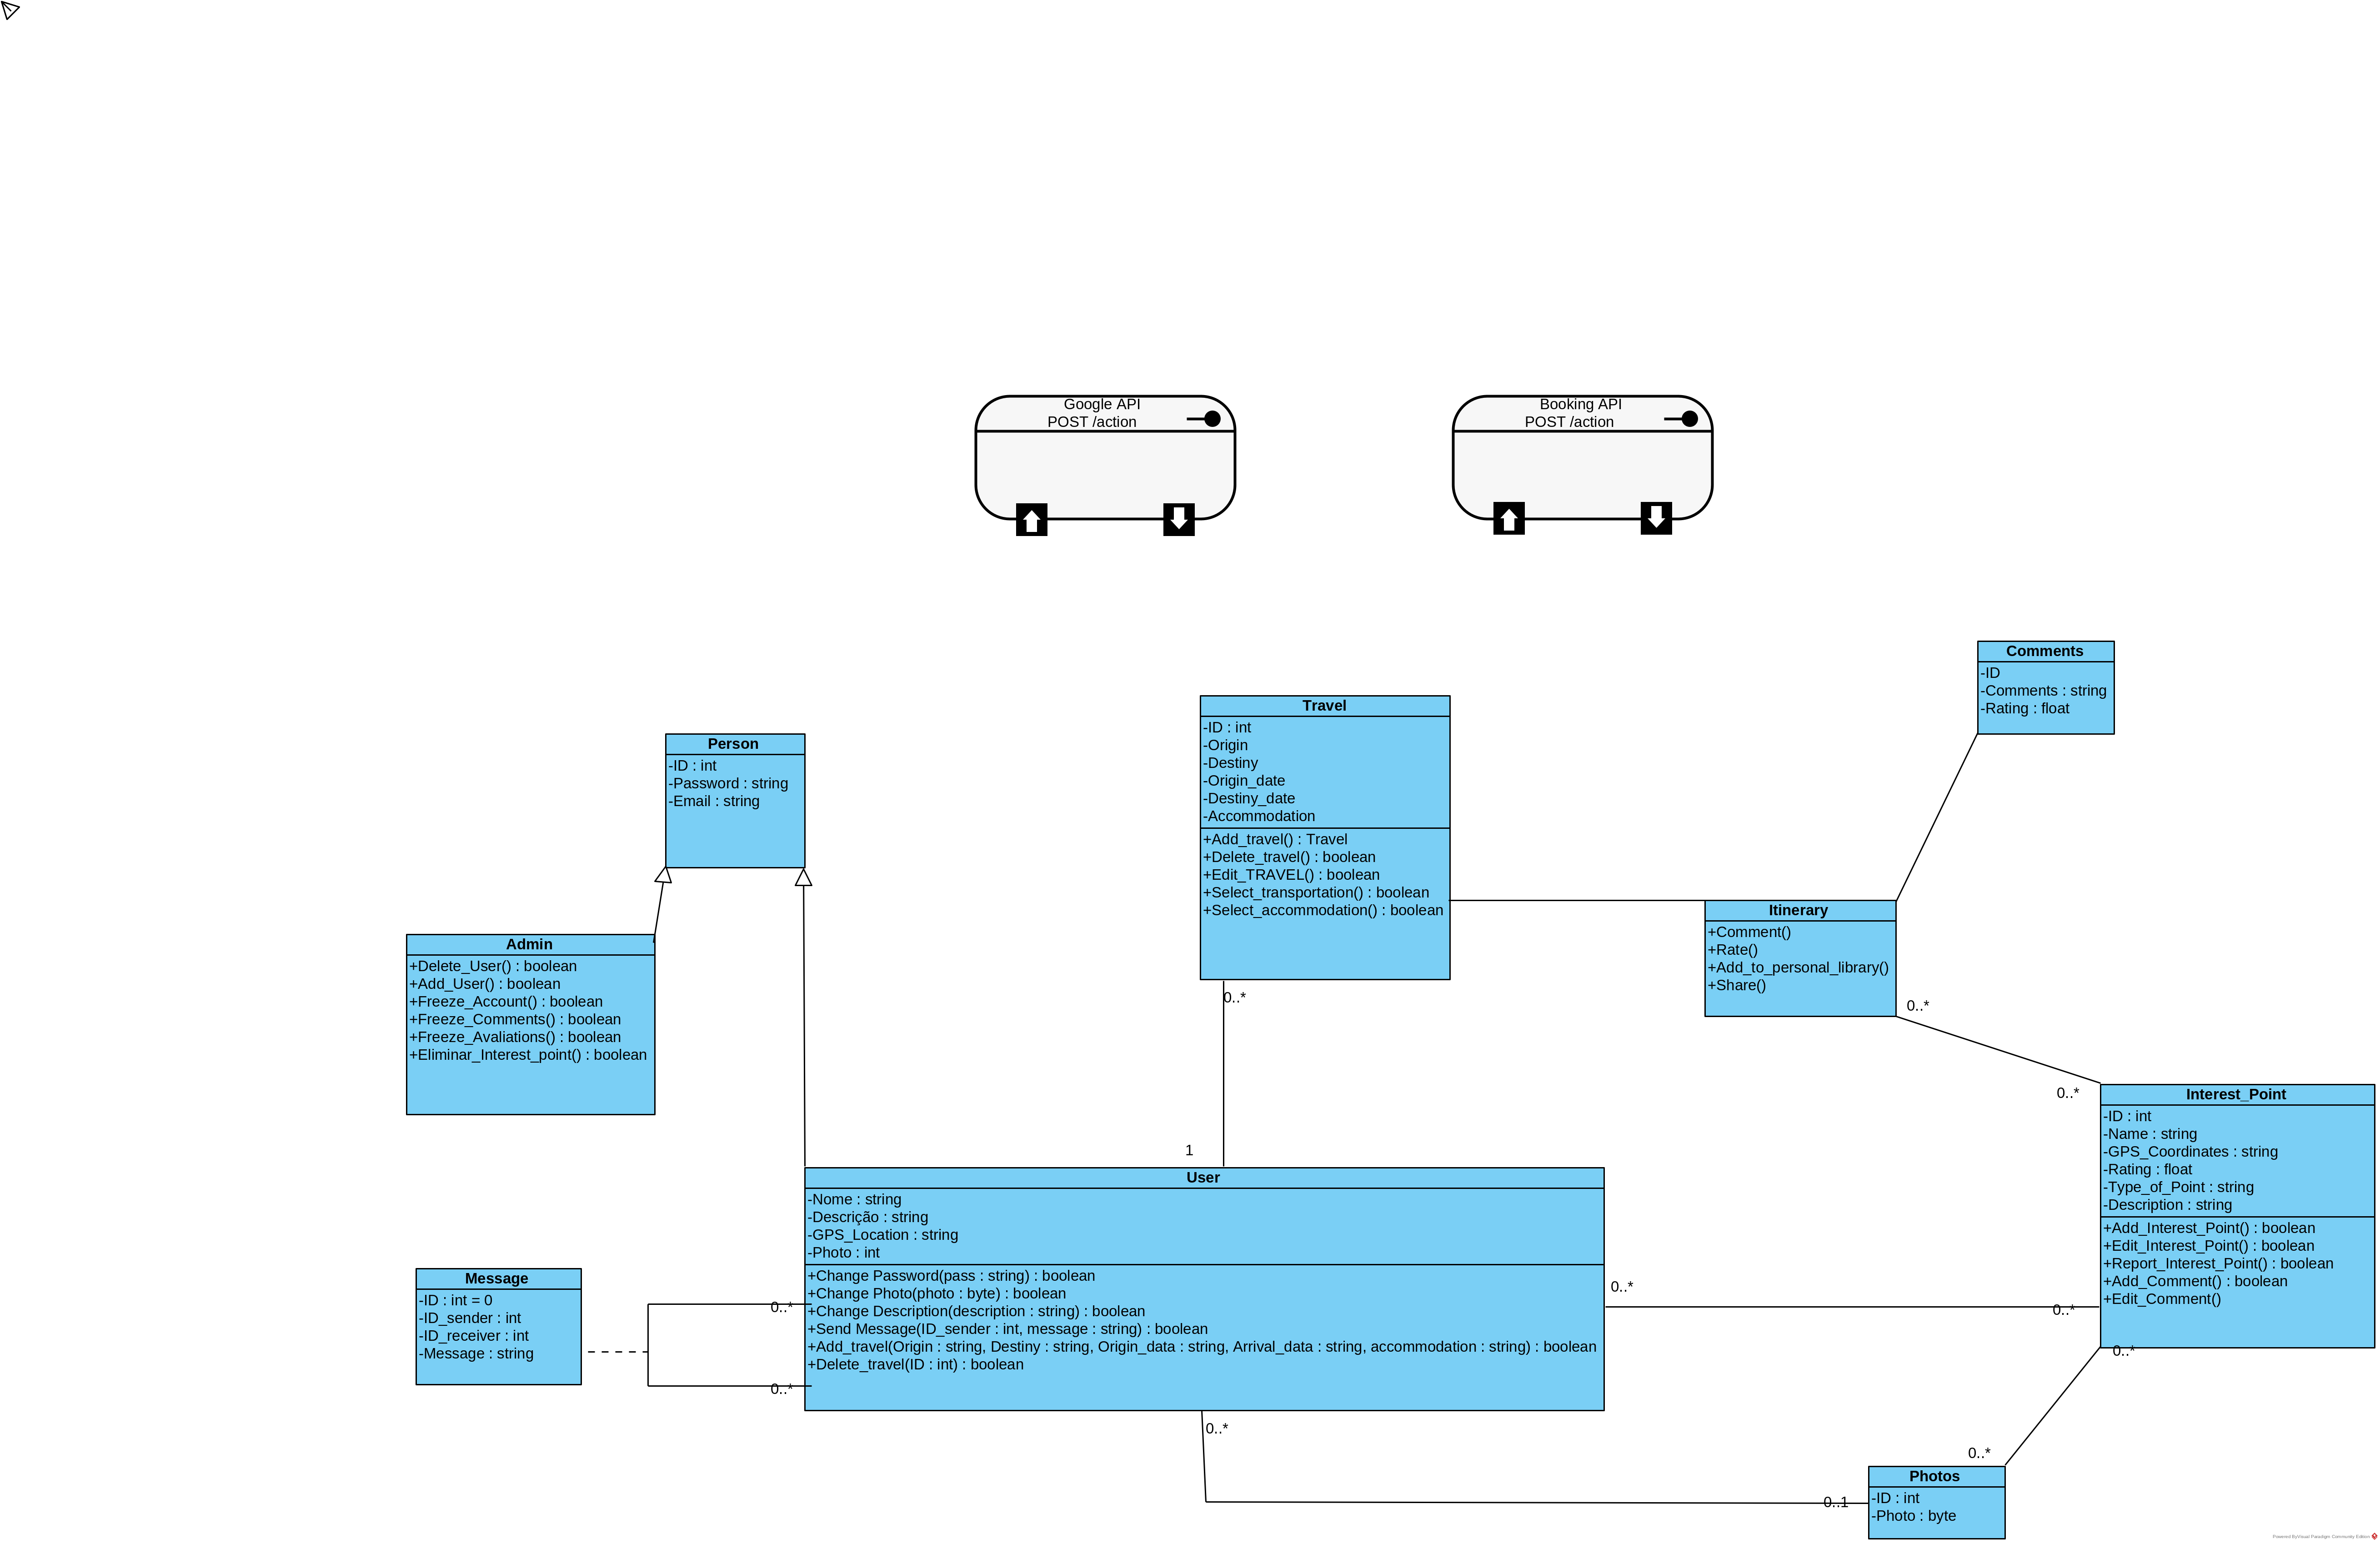 Google API
POST /action
Booking API
POST /action
Comments
-ID
-Comments : string
-Rating : float
Travel
-ID : int
-Origin
-Destiny
-Origin_date
-Destiny_date
-Accommodation
+Add_travel() : Travel
+Delete_travel() : boolean
+Edit_TRAVEL() : boolean
+Select_transportation() : boolean
+Select_accommodation() : boolean
Person
-ID : int
-Password : string
-Email : string
Itinerary
+Comment()
+Rate()
+Add_to_personal_library()
+Share()
Admin
+Delete_User() : boolean
+Add_User() : boolean
+Freeze_Account() : boolean
+Freeze_Comments() : boolean
+Freeze_Avaliations() : boolean
+Eliminar_Interest_point() : boolean
0..*
0..*
0..*
1
Interest_Point
-ID : int
-Name : string
-GPS_Coordinates : string
-Rating : float
-Type_of_Point : string
-Description : string
+Add_Interest_Point() : boolean
+Edit_Interest_Point() : boolean
+Report_Interest_Point() : boolean
+Add_Comment() : boolean
+Edit_Comment()
User
-Nome : string
-Descrição : string
-GPS_Location : string
-Photo : int
+Change Password(pass : string) : boolean
+Change Photo(photo : byte) : boolean
+Change Description(description : string) : boolean
+Send Message(ID_sender : int, message : string) : boolean
+Add_travel(Origin : string, Destiny : string, Origin_data : string, Arrival_data : string, accommodation : string) : boolean
+Delete_travel(ID : int) : boolean
Message
-ID : int = 0
-ID_sender : int
-ID_receiver : int
-Message : string
0..*
0..*
0..*
0..*
0..*
0..*
0..*
0..1
Photos
-ID : int
-Photo : byte
Powered By Visual Paradigm Community Edition